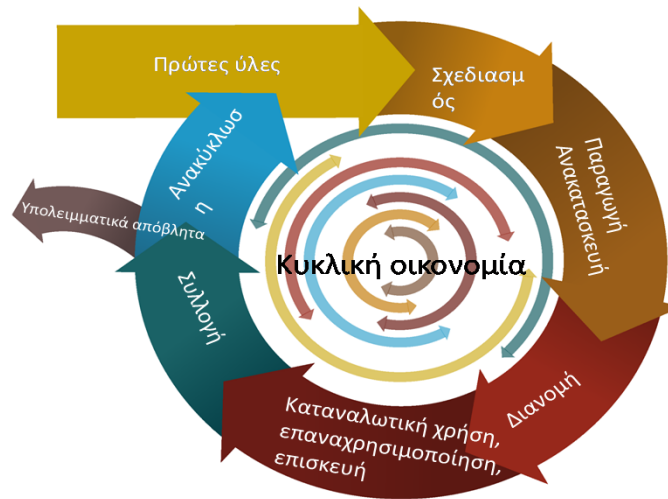 Πρώτες ύλες
Σχεδιασμ
ός
Παραγωγή
Ανακατασκευή
Διανομή
Καταναλωτική χρήση,
επαναχρησιμοποίηση,
επισκευή
Συλλογή
Υπολειμματικά απόβλητα
Ανακύκλωσ
η
Κυκλική οικονομία